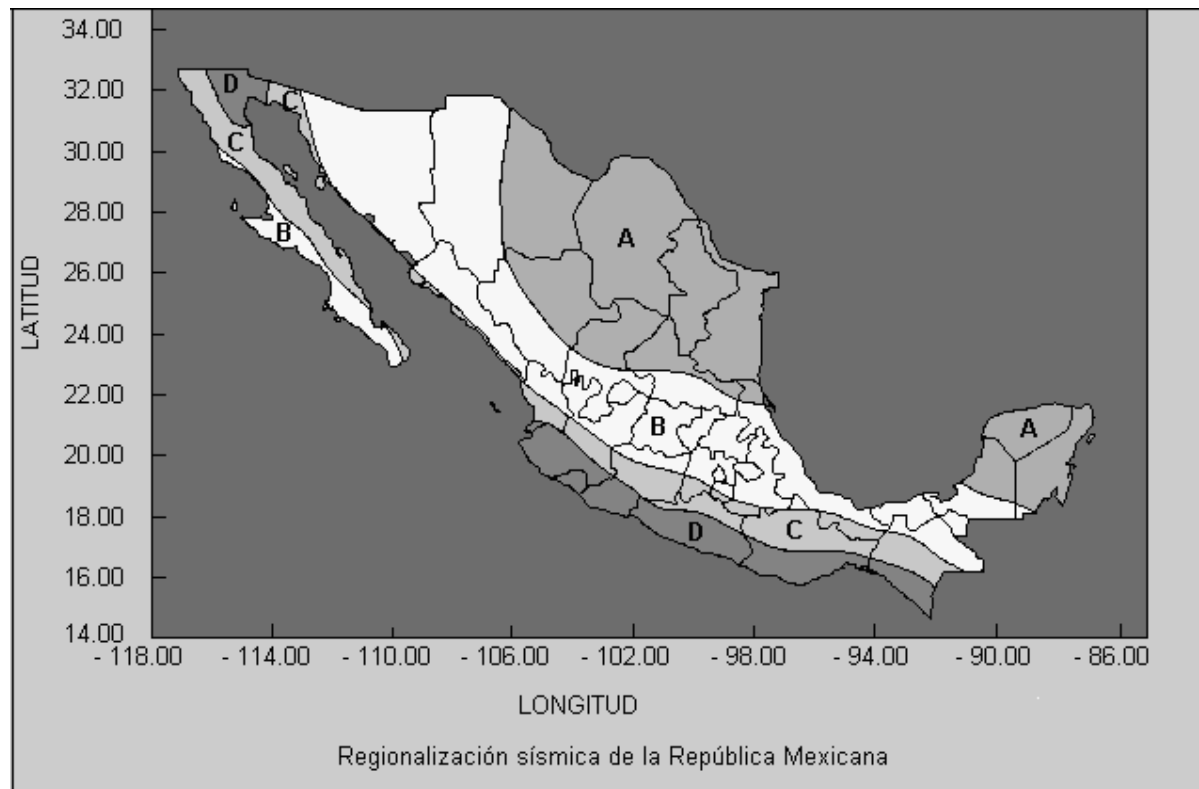 34.00
32.00
30.00
28.00
26.00
24.00
22.00
20.00
18.00
16.00
14.00
LATITUD
D
C
C
B
A
B
A
C
D
- 118.00 - 114.00 - 110.00 - 106.00 - 102.00 - 98.00 - 94.00 - 90.00 - 86.00
LONGITUD
Regionalización sísmica de la República Mexicana